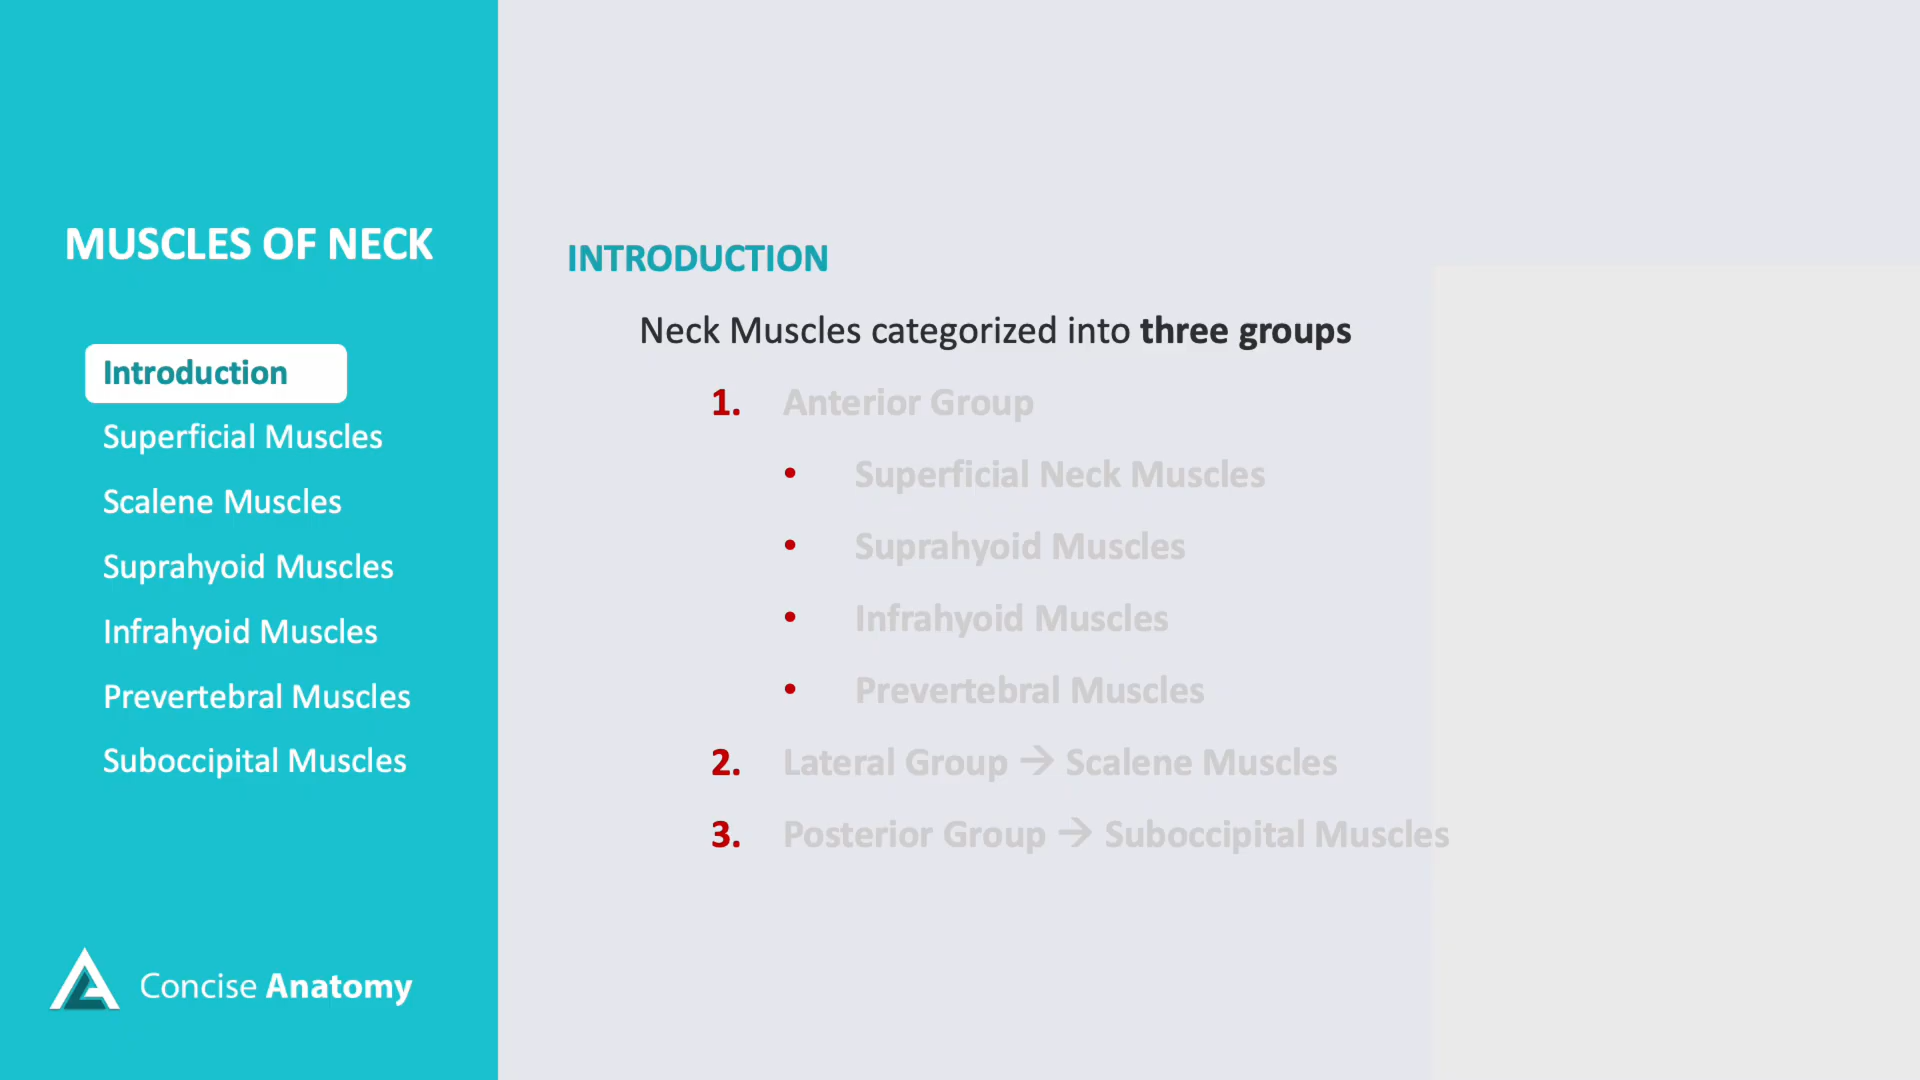 MUSCLES OF NECK
Introduction
Superficial Muscles
Scalene Muscles
Suprahyoid Muscles
Infrahyoid Muscles
Prevertebral Muscles
Suboccipital Muscles
Concise Anatomy
INTRODUCTION
Neck Muscles categorized into three groups
1. Anterior Group
• Superficial Neck Muscles
• Suprahyoid Muscles
• Infrahyoid Muscles
• Prevertebral Muscles
2. Lateral Group → Scalene Muscles
3. Posterior Group → Suboccipital Muscles